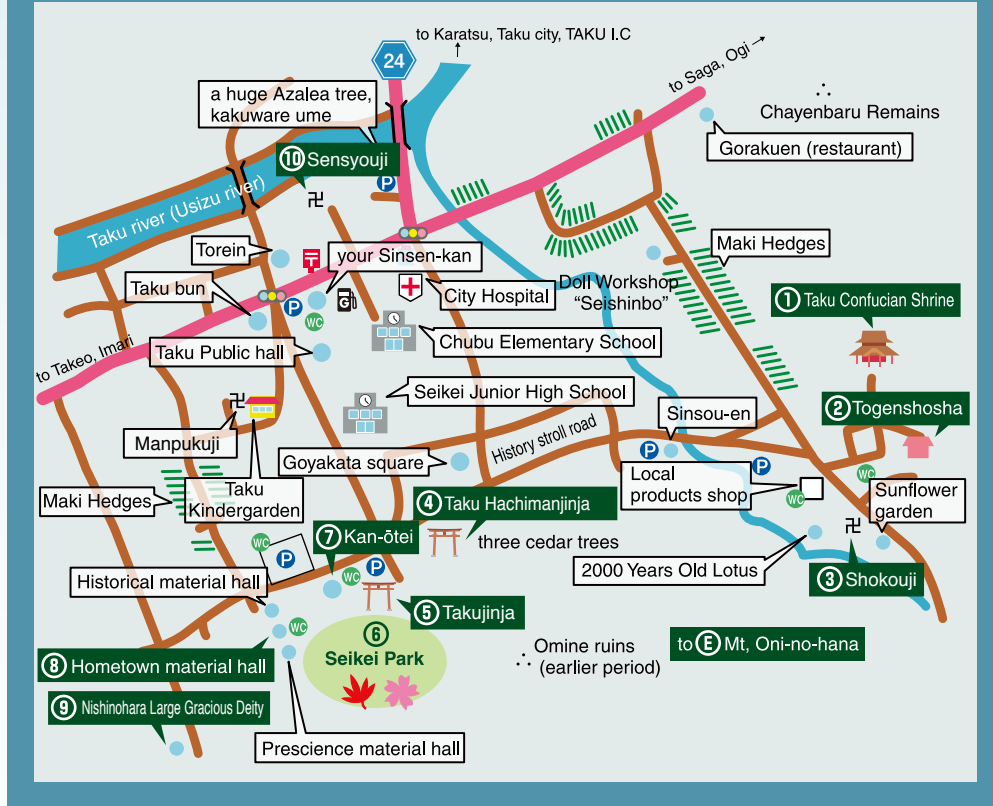 to Karatsu, Taku city, TAKU I.C
24
to Saga, Ogi
a huge Azalea tree,
kakuware ume
Chayenbaru Remains
Gorakuen (restaurant)
⑩ Sensyouji
卍
P
Taku river (Usizu river)
Torein
〒
your Sinsen-kan
Maki Hedges
Taku bun
P
WC
G
City Hospital
Doll Workshop
“Seishinbo”
① Taku Confucian Shrine
Taku Public hall
Chubu Elementary School
to Takeo, Imari
Seikei Junior High School
② Togenshosha
卍
Manpukuji
Sinsou-en
History stroll road
Goyakata square
P
P
Local
products shop
WC
WC
Maki Hedges
Taku
Kindergarden
Sunflower
garden
④ Taku Hachimanjinja
three cedar trees
⑦ Kan-ōtei
卍
WC
P
WC
P
2000 Years Old Lotus
③ Shokouji
Historical material hall
⑤ Takujinja
WC
⑥
Seikei Park
Omine ruins
(earlier period)
to Ⓔ Mt, Oni-no-hana
⑧ Hometown material hall
⑨ Nishinohara Large Gracious Deity
Prescience material hall